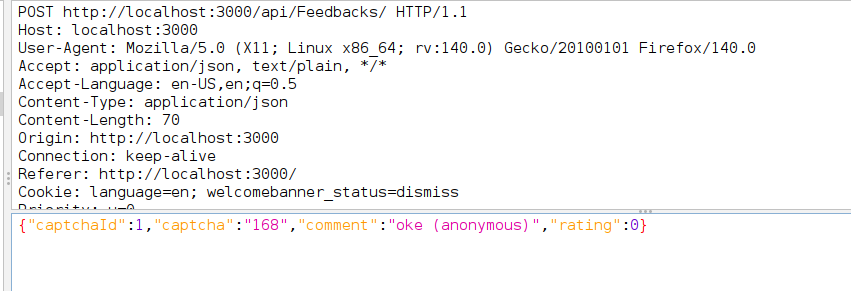 POST http://localhost:3000/api/Feedbacks/ HTTP/1.1
Host: localhost:3000
User-Agent: Mozilla/5.0 (X11; Linux x86_64; rv:140.0) Gecko/20100101 Firefox/140.0
Accept: application/json, text/plain, */*
Accept-Language: en-US,en;q=0.5
Content-Type: application/json
Content-Length: 70
Origin: http://localhost:3000
Connection: keep-alive
Referer: http://localhost:3000/
Cookie: language=en; welcomebanner_status=dismiss
Priority: u=0
{"captchaId":1,"captcha":"168","comment":"oke (anonymous)","rating":0}